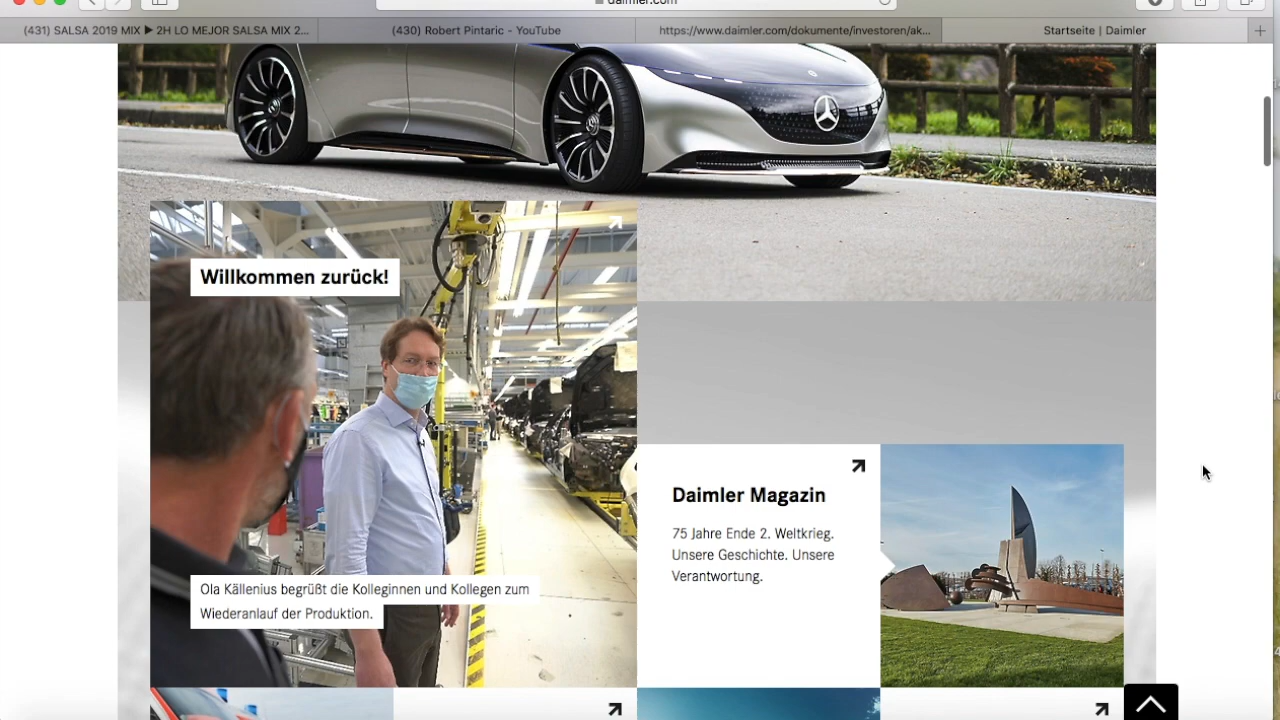 daimler.com
(431) SALSA 2019 MIX ▶ 2H LO MEJOR SALSA MIX 2...
(430) Robert Pintaric - YouTube
https://www.daimler.com/dokumente/investoren/ak...
Startseite | Daimler
Willkommen zurück!
Ola Källenius begrüßt die Kolleginnen und Kollegen zum
Wiederanlauf der Produktion.
Daimler Magazin
75 Jahre Ende 2. Weltkrieg.
Unsere Geschichte. Unsere
Verantwortung.